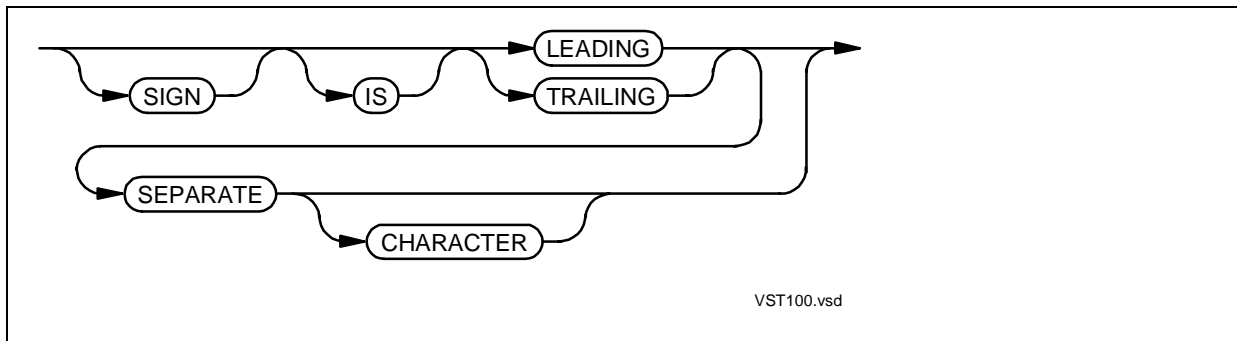 LEADING
SIGN
IS
TRAILING
SEPARATE
CHARACTER
VST100.vsd